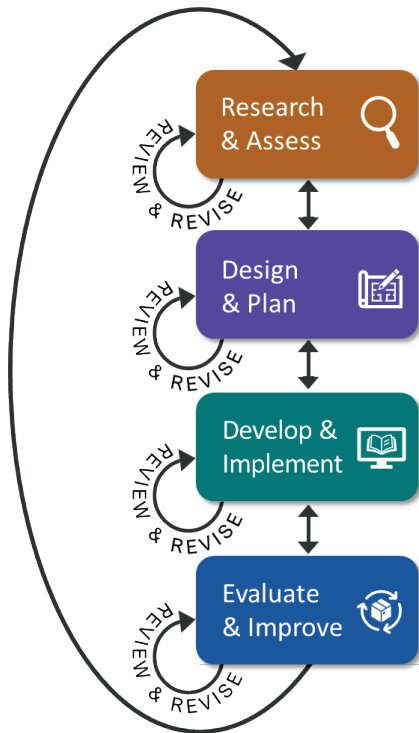 Research
& Assess
REVIEW & REVISE
Design
& Plan
REVIEW & REVISE
Develop &
Implement
REVIEW & REVISE
Evaluate
& Improve
REVIEW & REVISE